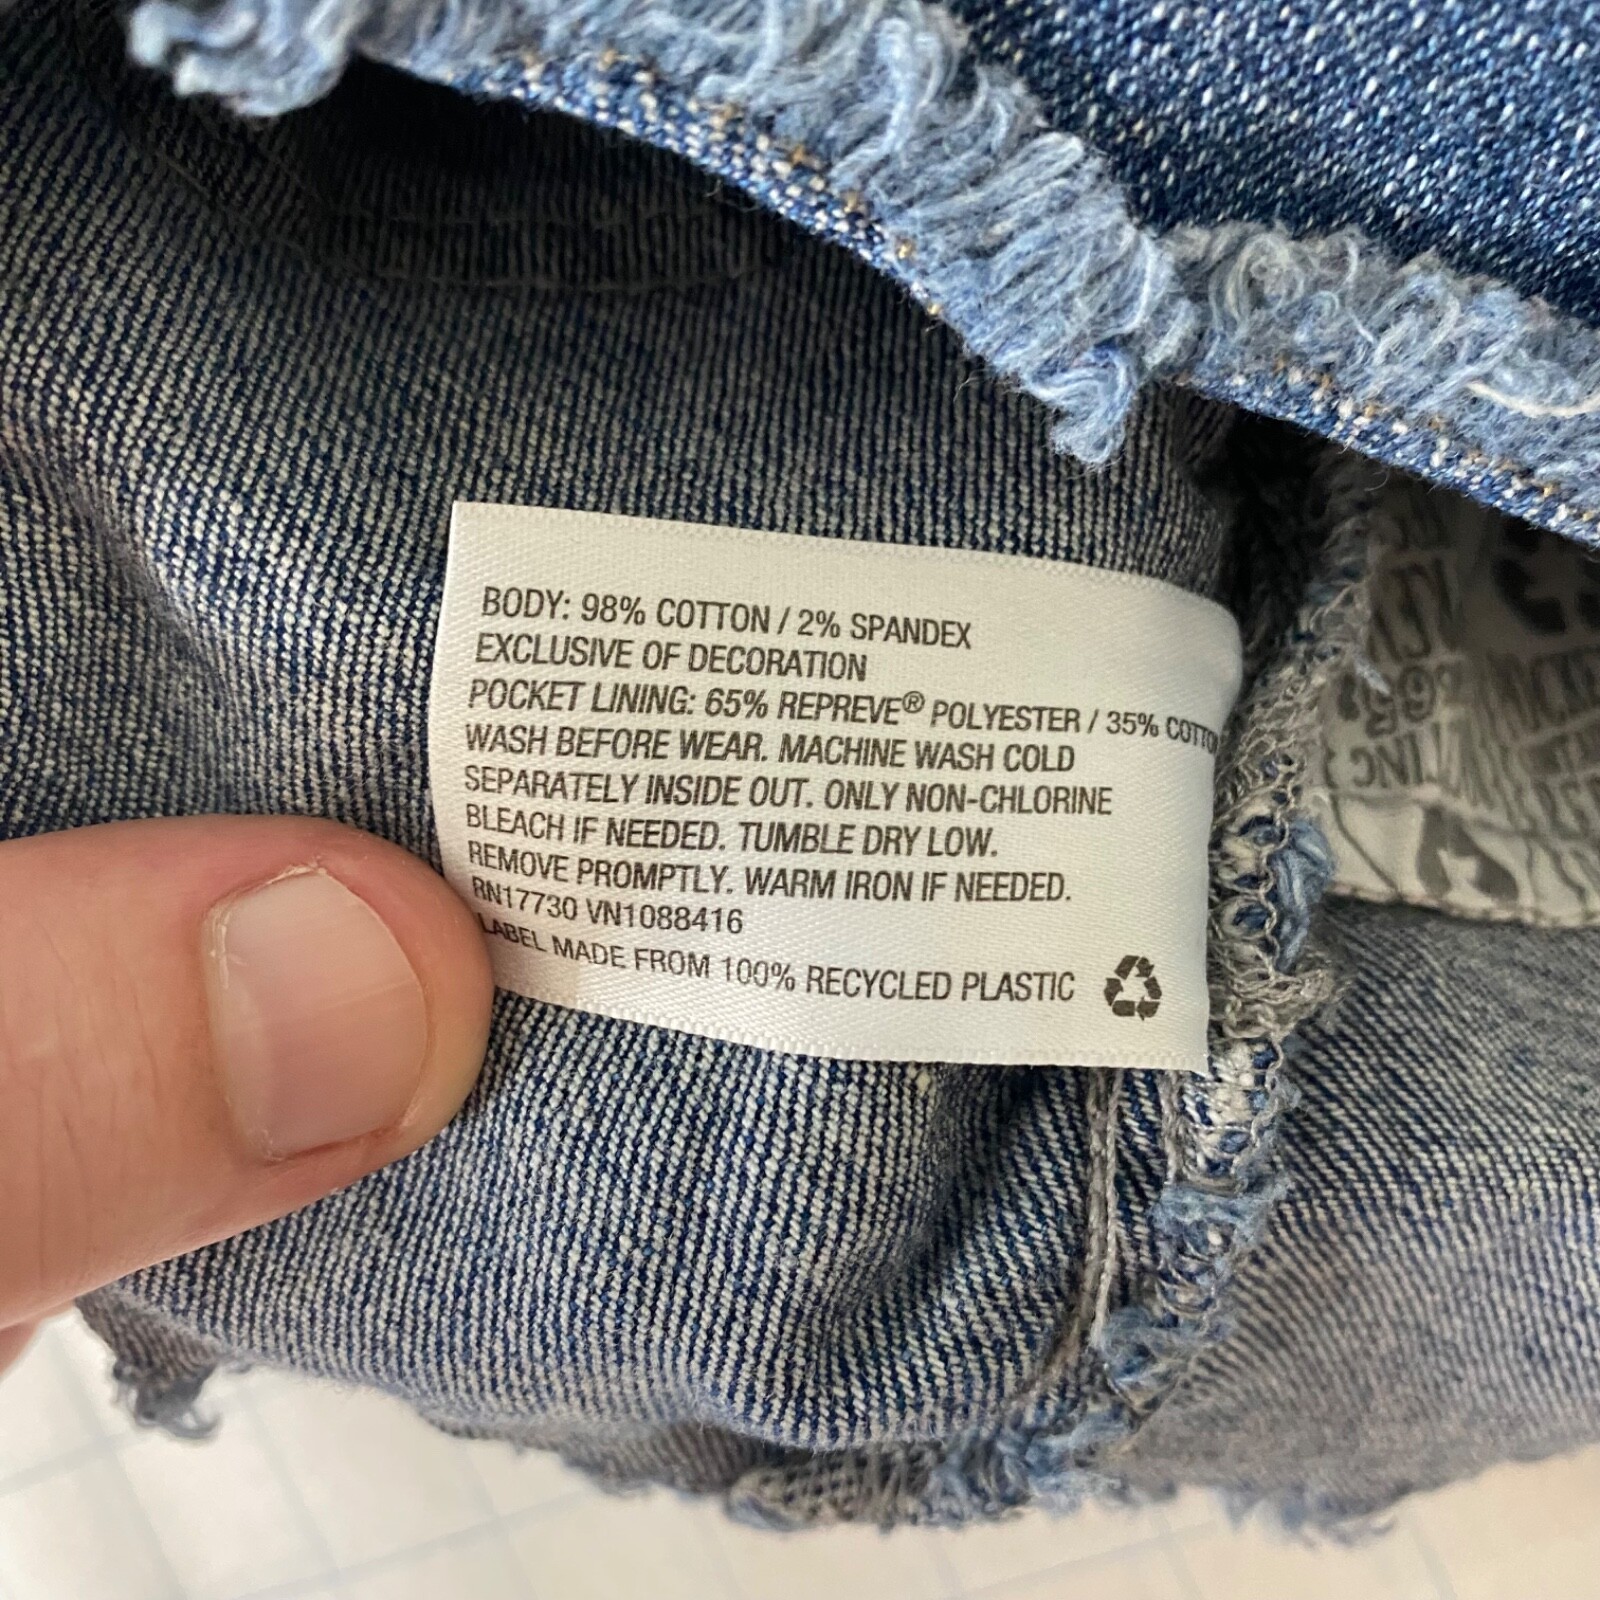 BODY: 98% COTTON / 2% SPANDEX
EXCLUSIVE OF DECORATION
POCKET LINING: 65% REPREVE® POLYESTER / 35% COTTO
WASH BEFORE WEAR. MACHINE WASH COLD
SEPARATELY INSIDE OUT. ONLY NON-CHLORINE
BLEACH IF NEEDED. TUMBLE DRY LOW.
REMOVE PROMPTLY. WARM IRON IF NEEDED.
RN17730 VN1088416
LABEL MADE FROM 100% RECYCLED PLASTIC